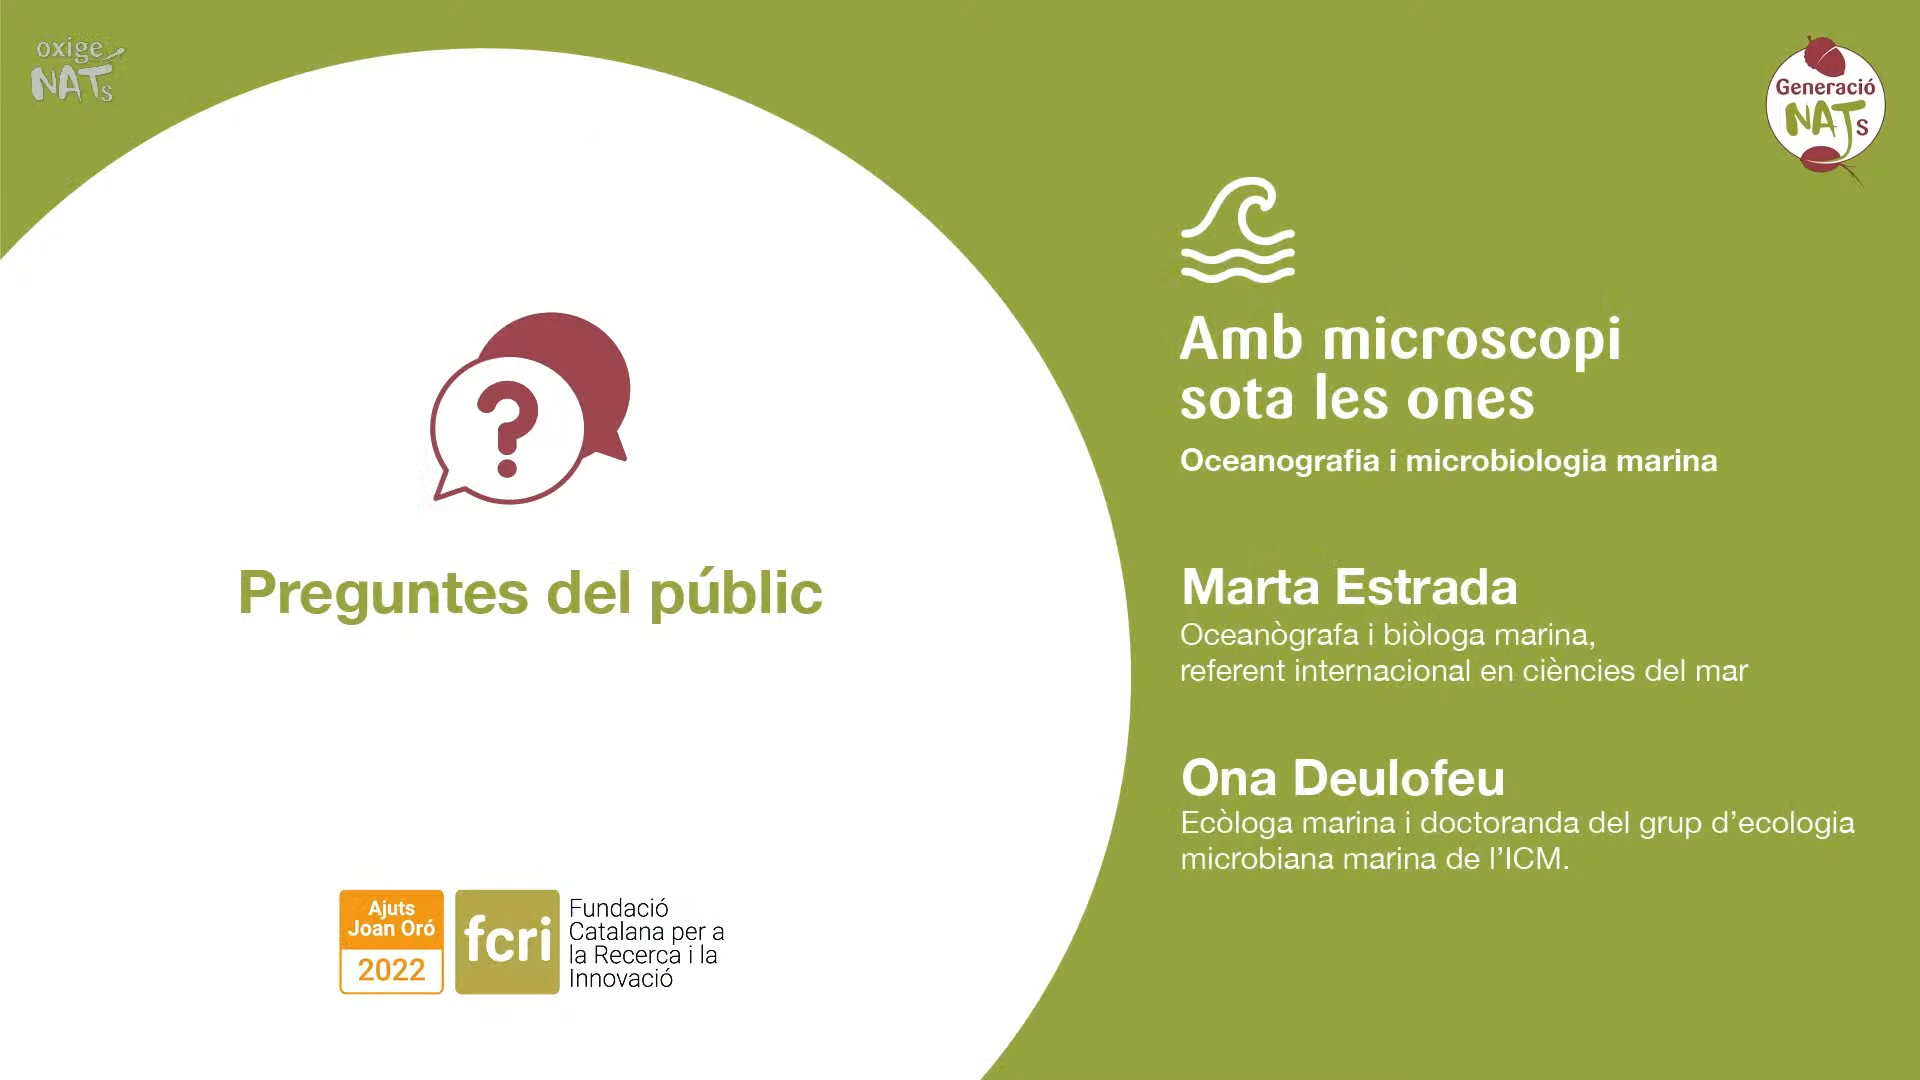 oxige
NATs
Generació
NATs
Amb microscopi
sota les ones
Oceanografia i microbiologia marina
?
Preguntes del públic
Marta Estrada
Oceanògrafa i biòloga marina,
referent internacional en ciències del mar
Ona Deulofeu
Ecòloga marina i doctoranda del grup d’ecologia
microbiana marina de l’ICM.
Ajuts
Joan Oró
2022
fcri
Fundació
Catalana per a
la Recerca i la
Innovació